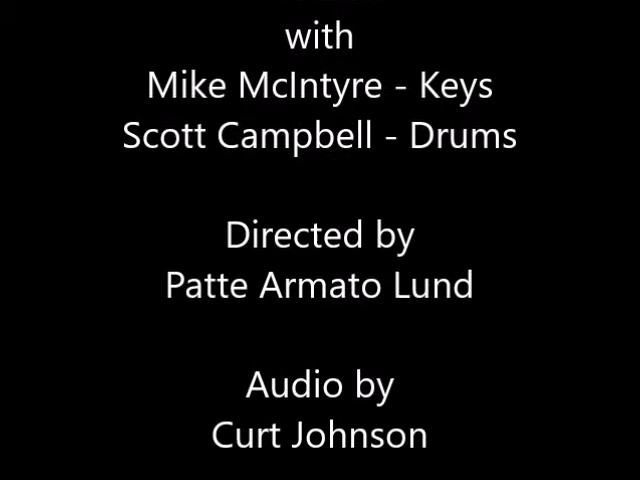 with
Mike McIntyre - Keys
Scott Campbell - Drums
Directed by
Patte Armato Lund
Audio by
Curt Johnson